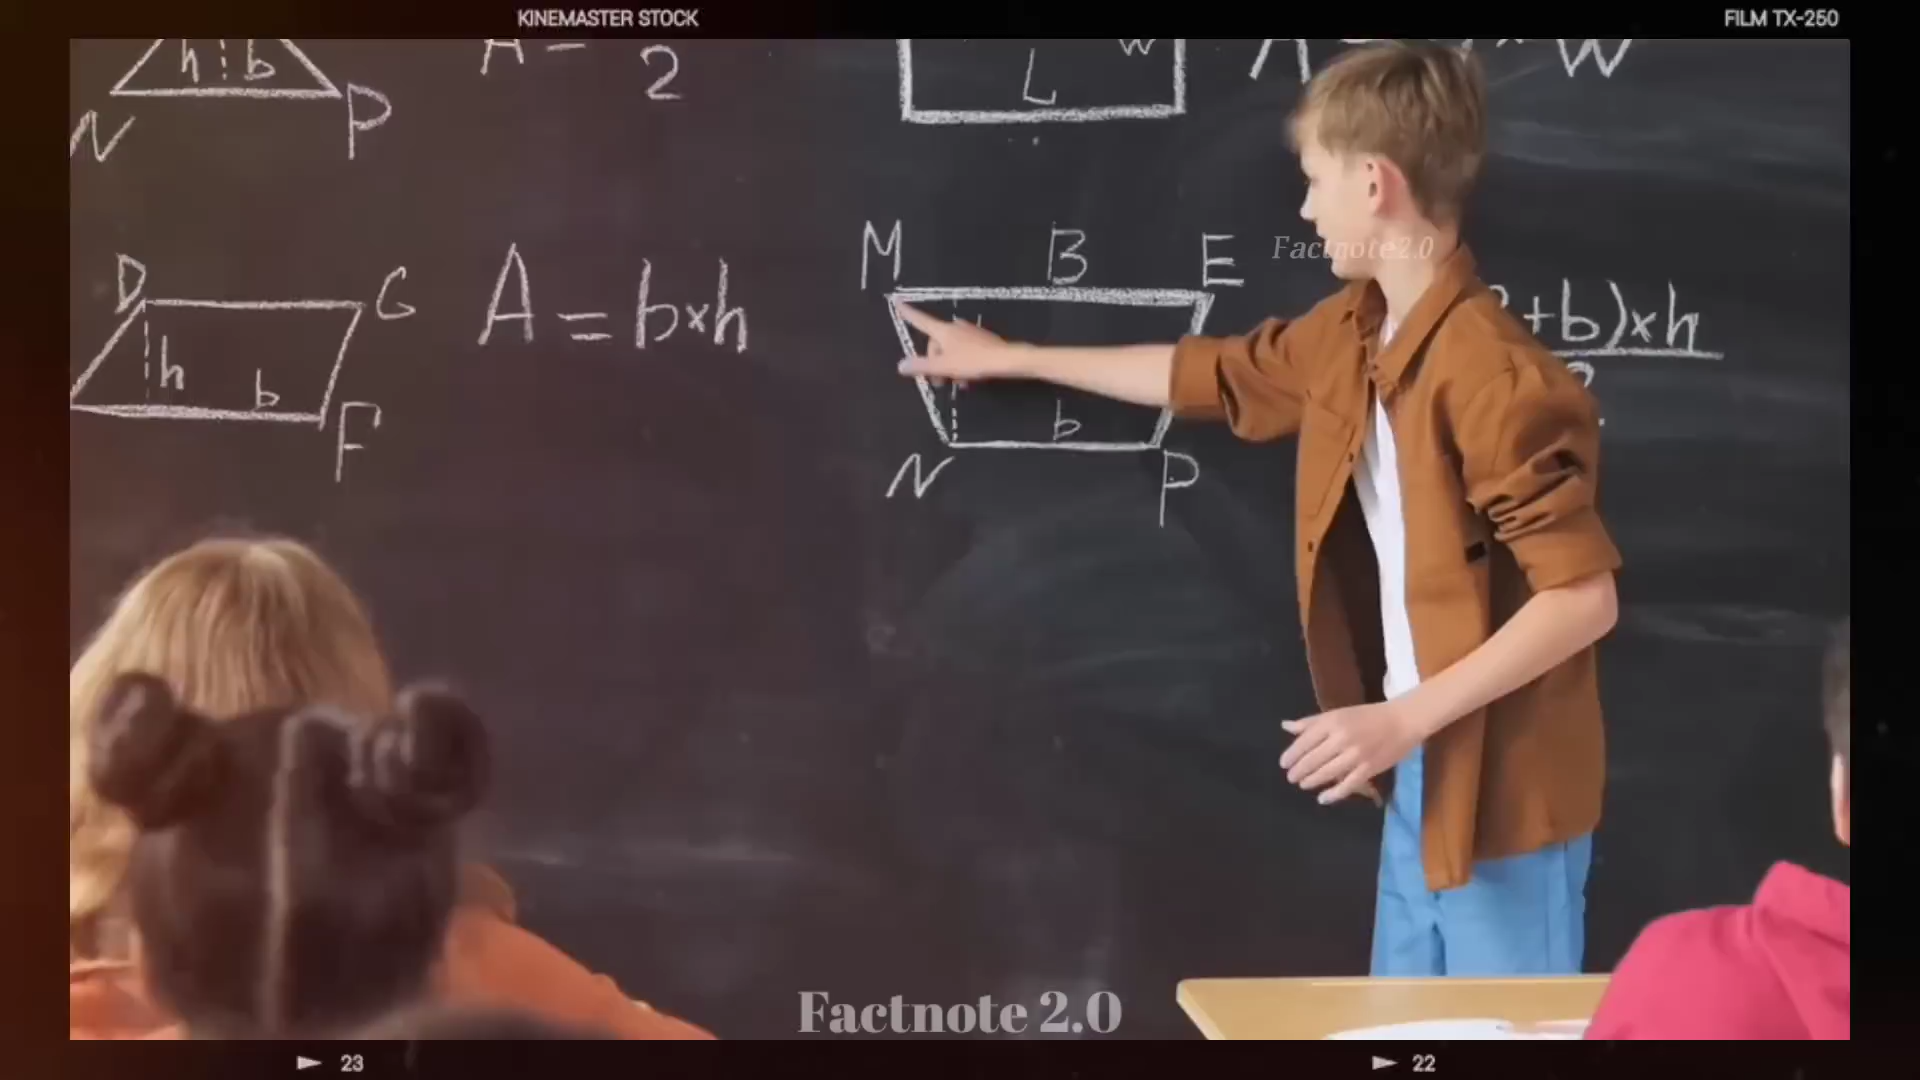 KINEMASTER STOCK
FILM TX-250
h b
N
P
2
L
D
G
h
b
F
A = b×h
M B E
b
N P
+b)×h
Factnote2.0
Factnote 2.0
23
22